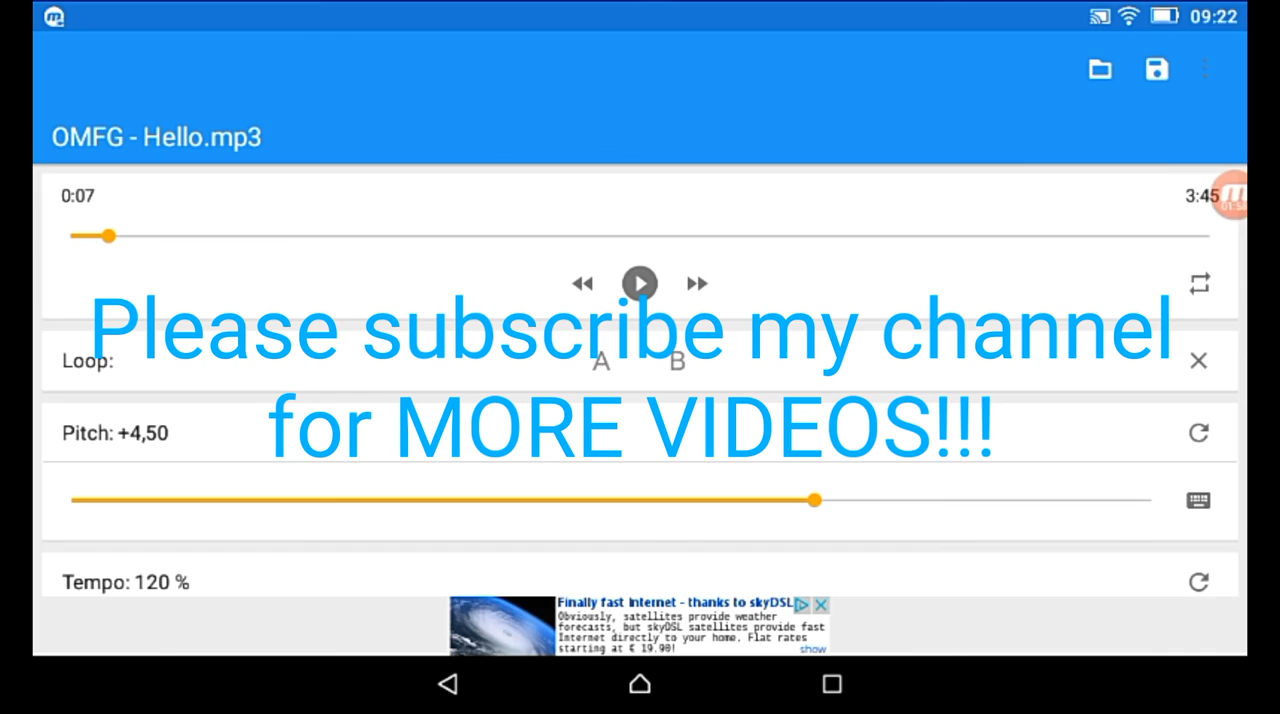 09:22
OMFG - Hello.mp3
0:07
3:45
Please subscribe my channel
Loop:
A
B
for MORE VIDEOS!!!
Pitch: +4,50
Tempo: 120 %
Finally fast Internet - thanks to skyDSL
Obviously, satellites provide weather
forecasts, but skyDSL satellites provide fast
Internet directly to your home. Flat rates
starting at € 19.90!
show